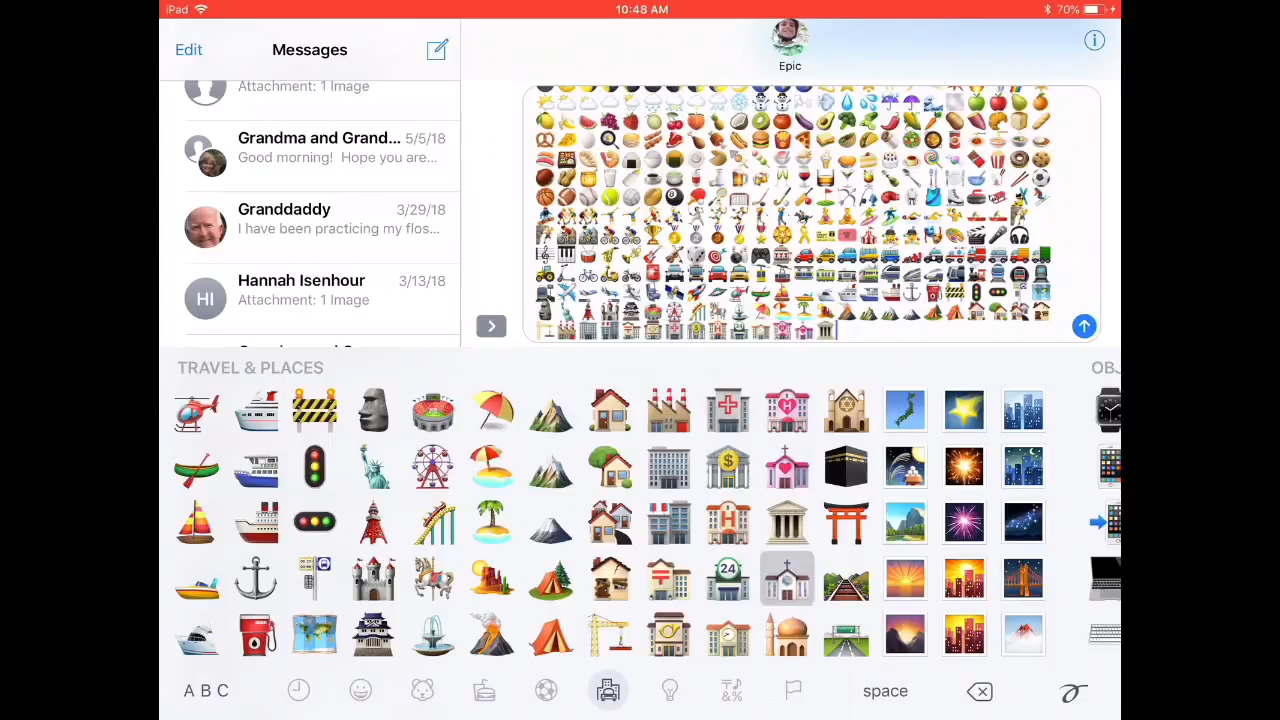 iPad
10:48 AM
70%
Edit
Messages
Epic
Attachment: 1 Image
Grandma and Grand... 5/5/18
Good morning! Hope you are...
Granddaddy 3/29/18
I have been practicing my flos...
HI
Hannah Isenhour 3/13/18
Attachment: 1 Image
TRAVEL & PLACES
OBJ
A B C
space